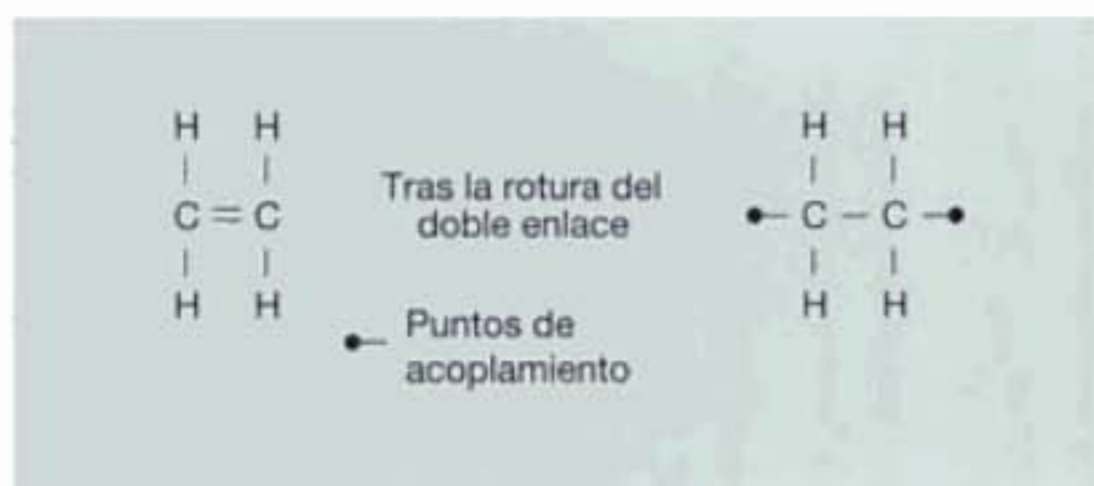 H H H H
| | | |
C = C Tras la rotura del
doble enlace C — C
| | | |
H H H H
Puntos de
acoplamiento